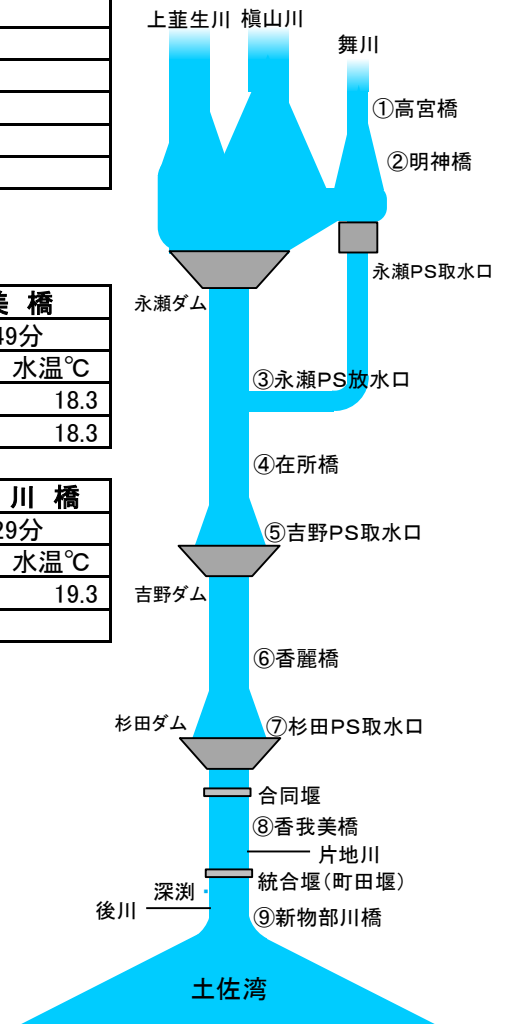 上韮生川 槇山川
舞川
①高宮橋
②明神橋
永瀬PS取水口
永瀬ダム
美 橋
49分
水温℃
18.3
18.3
③永瀬PS放水口
④在所橋
川 橋
29分
水温℃
19.3
⑤吉野PS取水口
吉野ダム
⑥香麗橋
杉田ダム
⑦杉田PS取水口
合同堰
⑧香我美橋
片地川
統合堰(町田堰)
深渕
後川
⑨新物部川橋
土佐湾